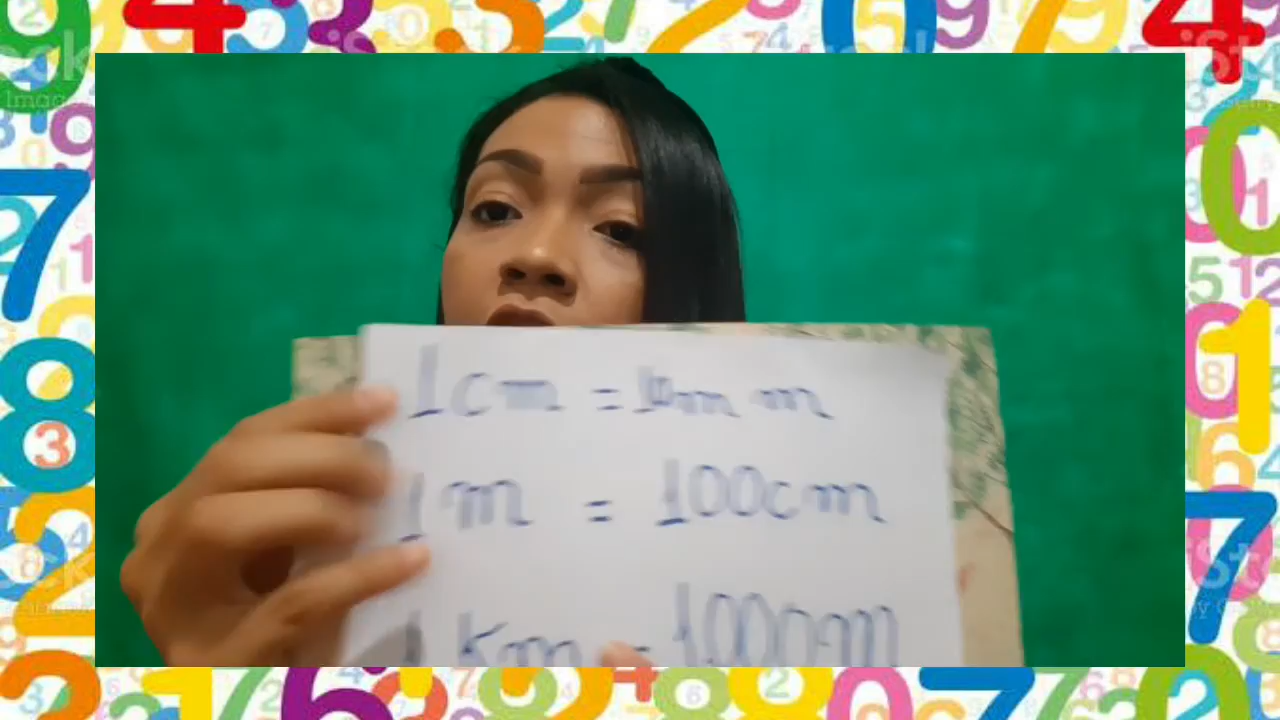 1cm = 10mm
1m = 100cm
1km = 1000m